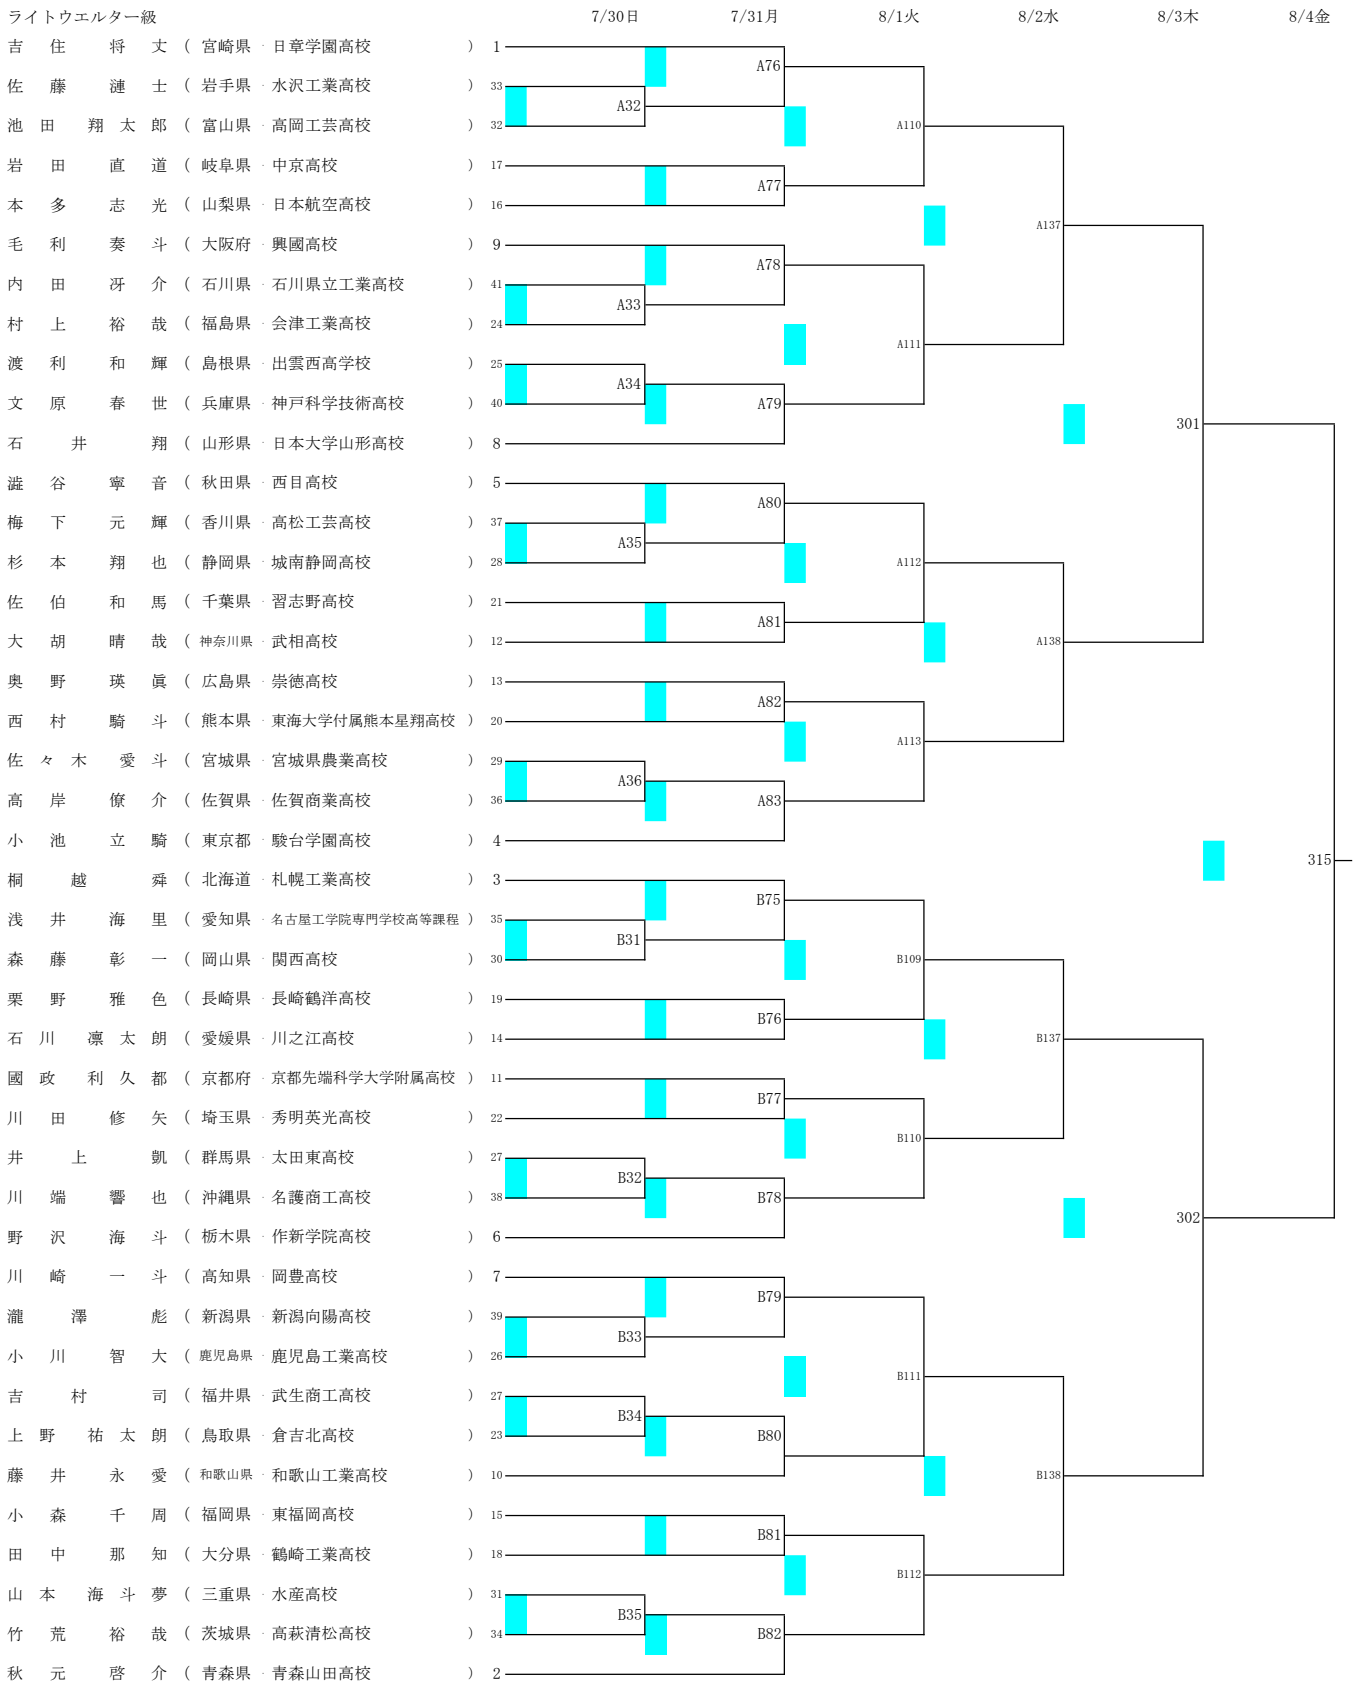 ライトウエルター級 7/30日 7/31月 8/1火 8/2水 8/3木 8/4金
吉住 将丈 ( 宮崎県 · 日章学園高校 ) 1
A76
佐藤 漣士 ( 岩手県 · 水沢工業高校 ) 33
A32
池田 翔太郎 ( 富山県 · 高岡工芸高校 ) 32 A110
岩田 直道 ( 岐阜県 · 中京高校 ) 17
A77
本多 志光 ( 山梨県 · 日本航空高校 ) 16
A137
毛利 奏斗 ( 大阪府 · 興國高校 ) 9
A78
内田 冴介 ( 石川県 · 石川県立工業高校 ) 41
A33
村上 裕哉 ( 福島県 · 会津工業高校 ) 24
A111
渡利 和輝 ( 島根県 · 出雲西高学校 ) 25
A34
文原 春世 ( 兵庫県 · 神戸科学技術高校 ) 40 A79
301
石井 翔 ( 山形県 · 日本大学山形高校 ) 8
澁谷 寧音 ( 秋田県 · 西目高校 ) 5
A80
梅下 元輝 ( 香川県 · 高松工芸高校 ) 37
A35
杉本 翔也 ( 静岡県 · 城南静岡高校 ) 28 A112
佐伯 和馬 ( 千葉県 · 習志野高校 ) 21
A81
大胡 晴哉 ( 神奈川県 · 武相高校 ) 12 A138
奥野 瑛眞 ( 広島県 · 崇徳高校 ) 13
A82
西村 騎斗 ( 熊本県 · 東海大学付属熊本星翔高校 ) 20
A113
佐々木 愛斗 ( 宮城県 · 宮城県農業高校 ) 29
A36
高岸 僚介 ( 佐賀県 · 佐賀商業高校 ) 36 A83
小池 立騎 ( 東京都 · 駿台学園高校 ) 4
315
桐越 舜 ( 北海道 · 札幌工業高校 ) 3
B75
浅井 海里 ( 愛知県 · 名古屋工学院専門学校高等課程 ) 35
B31
森藤 彰一 ( 岡山県 · 関西高校 ) 30 B109
栗野 雅色 ( 長崎県 · 長崎鶴洋高校 ) 19
B76
石川 凛太朗 ( 愛媛県 · 川之江高校 ) 14 B137
國政 利久都 ( 京都府 · 京都先端科学大学附属高校 ) 11
B77
川田 修矢 ( 埼玉県 · 秀明英光高校 ) 22
B110
井上 凱 ( 群馬県 · 太田東高校 ) 27
B32
川端 響也 ( 沖縄県 · 名護商工高校 ) 38 B78
302
野沢 海斗 ( 栃木県 · 作新学院高校 ) 6
川崎 一斗 ( 高知県 · 岡豊高校 ) 7
B79
瀧澤 彪 ( 新潟県 · 新潟向陽高校 ) 39
B33
小川 智大 ( 鹿児島県 · 鹿児島工業高校 ) 26
B111
吉村 司 ( 福井県 · 武生商工高校 ) 27
B34
上野 祐太朗 ( 鳥取県 · 倉吉北高校 ) 23 B80
藤井 永愛 ( 和歌山県 · 和歌山工業高校 ) 10 B138
小森 千周 ( 福岡県 · 東福岡高校 ) 15
B81
田中 那知 ( 大分県 · 鶴崎工業高校 ) 18
B112
山本 海斗夢 ( 三重県 · 水産高校 ) 31
B35
竹荒 裕哉 ( 茨城県 · 高萩清松高校 ) 34 B82
秋元 啓介 ( 青森県 · 青森山田高校 ) 2